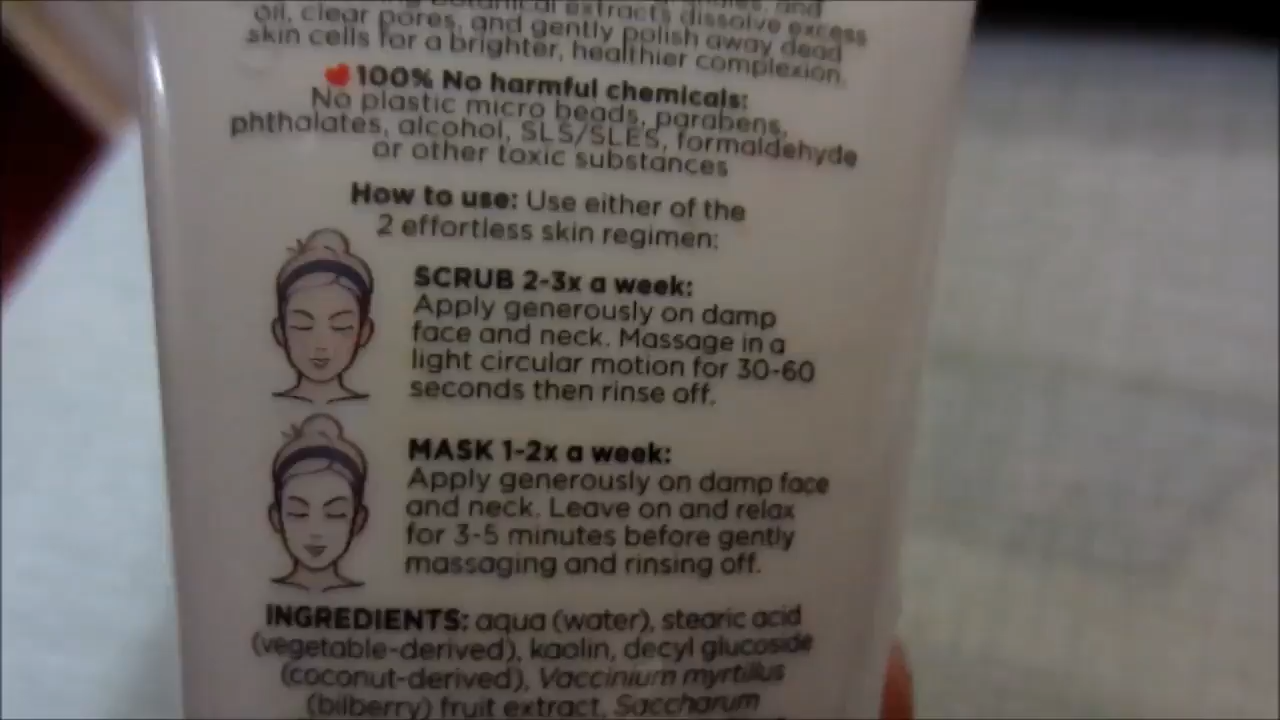 botanical extracts dissolve excess
oil, clear pores, and gently polish away dead
skin cells for a brighter, healthier complexion.
100% No harmful chemicals:
No plastic micro beads, parabens,
phthalates, alcohol, SLS/SLES, formaldehyde
or other toxic substances
How to use: Use either of the
2 effortless skin regimen:
SCRUB 2-3x a week:
Apply generously on damp
face and neck. Massage in a
light circular motion for 30-60
seconds then rinse off.
MASK 1-2x a week:
Apply generously on damp face
and neck. Leave on and relax
for 3-5 minutes before gently
massaging and rinsing off.
INGREDIENTS: aqua (water), stearic acid
(vegetable-derived), kaolin, decyl glucoside
(coconut-derived), Vaccinium myrtillus
(bilberry) fruit extract, Saccharum